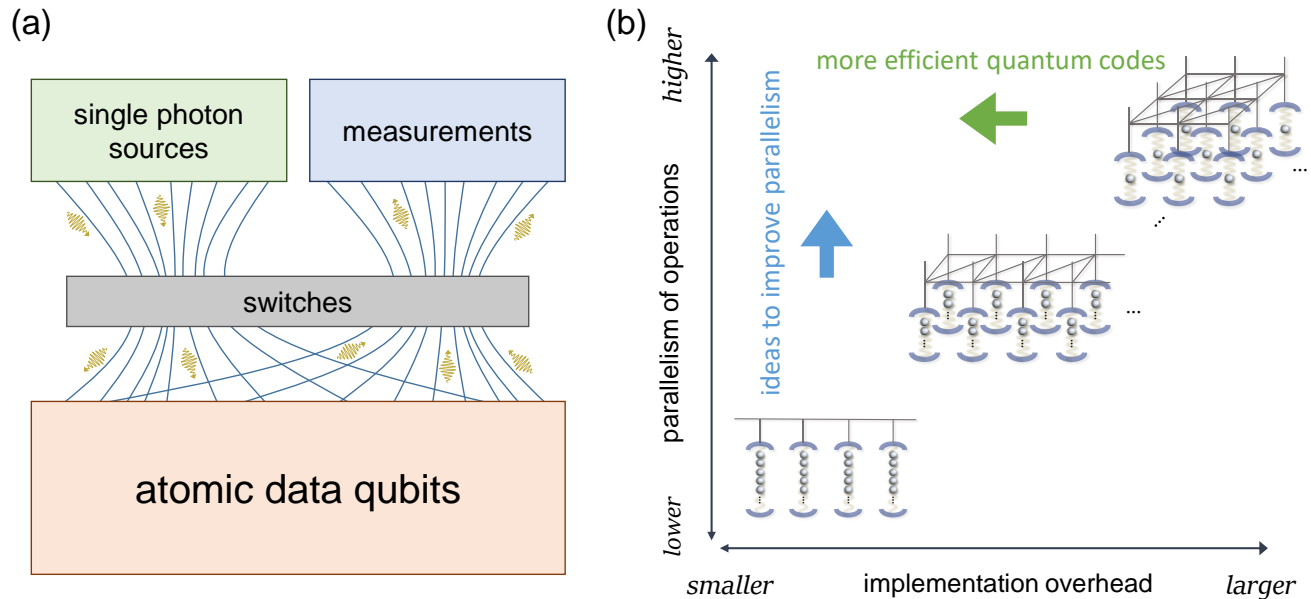 (a)
single photon
sources
measurements
switches
atomic data qubits
(b)
higher
parallelism of operations
lower
ideas to improve parallelism
more efficient quantum codes
...
...
...
smaller
implementation overhead
larger